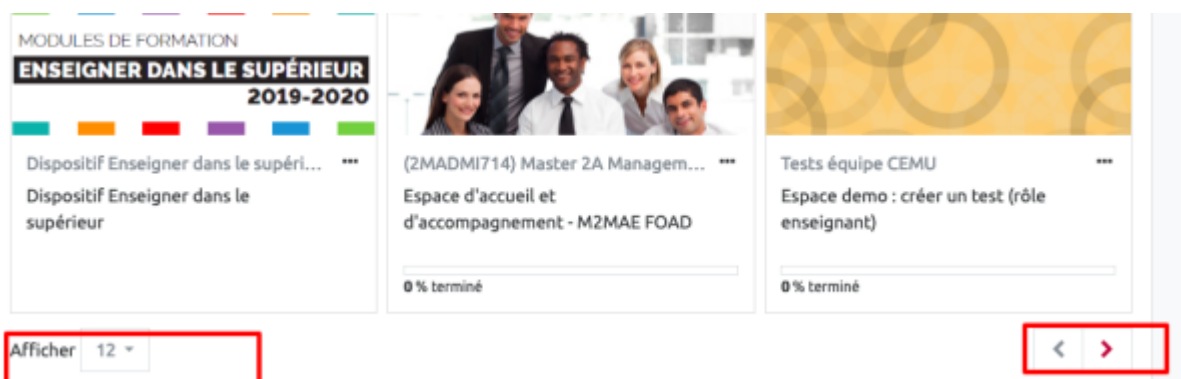 MODULES DE FORMATION
ENSEIGNER DANS LE SUPÉRIEUR
2019-2020
Dispositif Enseigner dans le supéri... ···
Dispositif Enseigner dans le
supérieur
(2MADMI714) Master 2A Managem... ···
Espace d'accueil et
d'accompagnement - M2MAE FOAD
0 % terminé
Tests équipe CEMU ···
Espace demo : créer un test (rôle
enseignant)
0 % terminé
Afficher 12